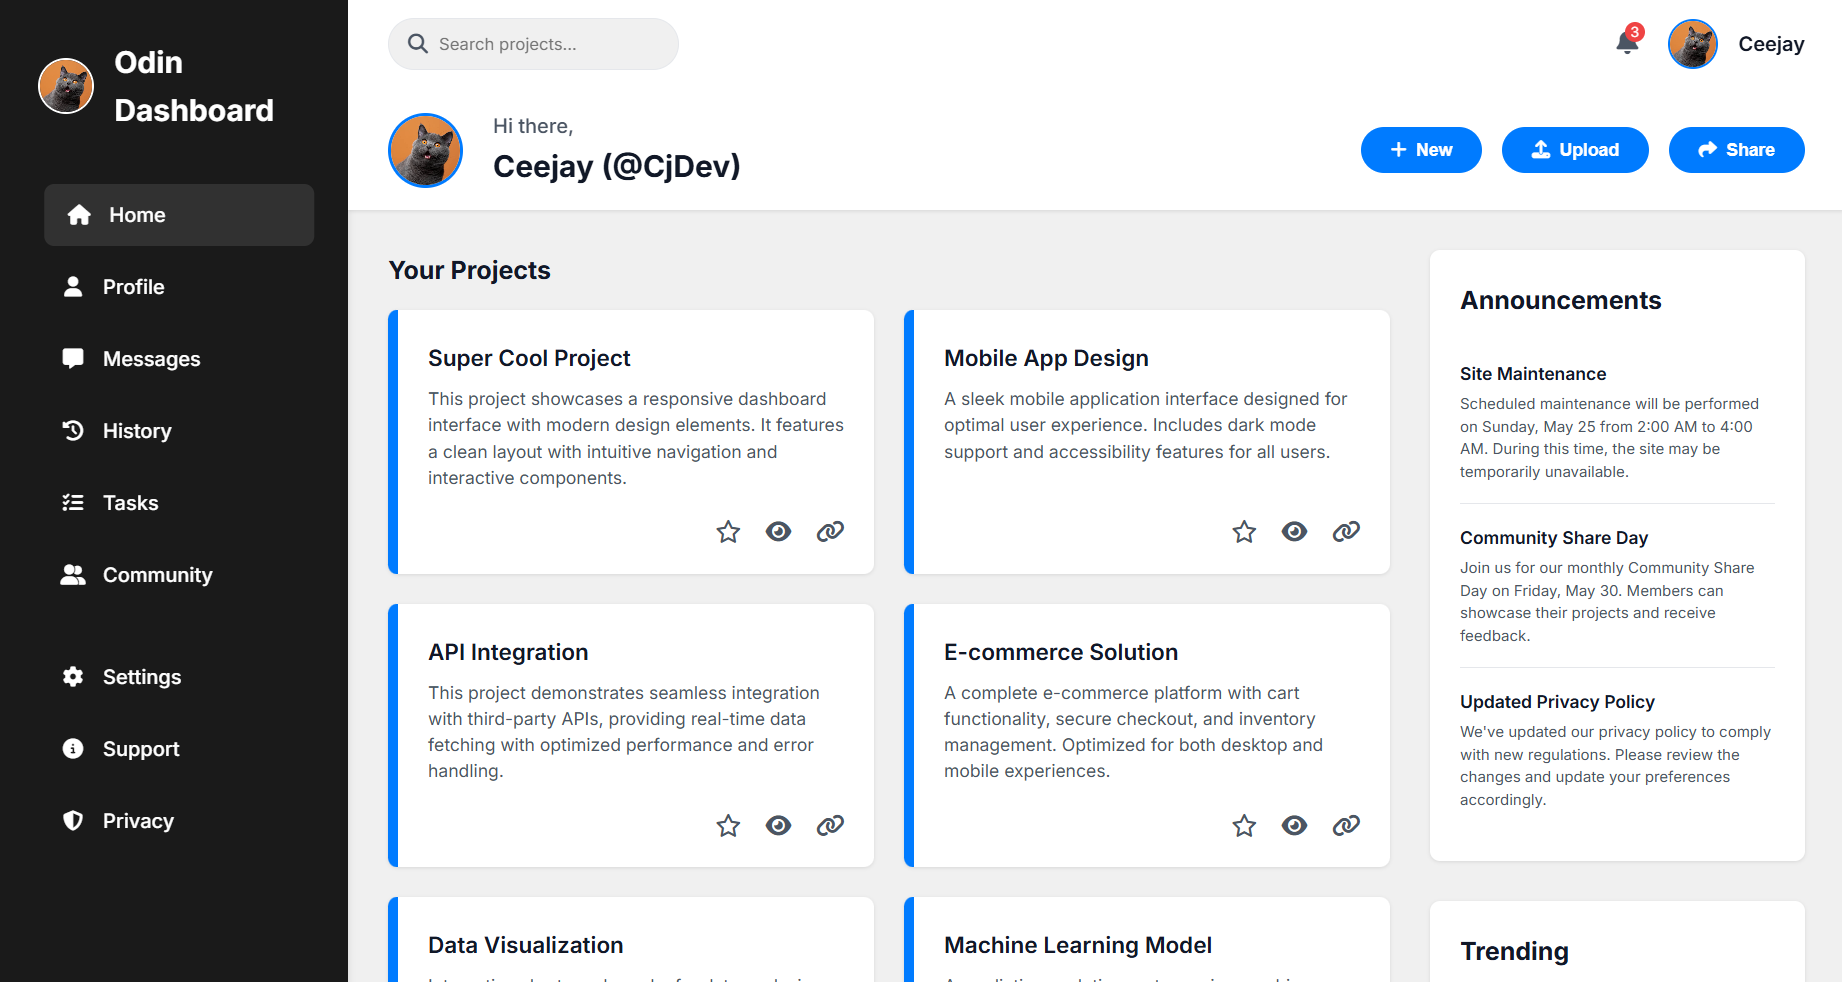 Odin
Dashboard
Home
Profile
Messages
History
Tasks
Community
Settings
Support
Privacy
Search projects...
3
Ceejay
Hi there,
Ceejay (@CjDev)
New
Upload
Share
Your Projects
Super Cool Project
This project showcases a responsive dashboard
interface with modern design elements. It features
a clean layout with intuitive navigation and
interactive components.
Mobile App Design
A sleek mobile application interface designed for
optimal user experience. Includes dark mode
support and accessibility features for all users.
API Integration
This project demonstrates seamless integration
with third-party APIs, providing real-time data
fetching with optimized performance and error
handling.
E-commerce Solution
A complete e-commerce platform with cart
functionality, secure checkout, and inventory
management. Optimized for both desktop and
mobile experiences.
Data Visualization
Machine Learning Model
Announcements
Site Maintenance
Scheduled maintenance will be performed
on Sunday, May 25 from 2:00 AM to 4:00
AM. During this time, the site may be
temporarily unavailable.
Community Share Day
Join us for our monthly Community Share
Day on Friday, May 30. Members can
showcase their projects and receive
feedback.
Updated Privacy Policy
We've updated our privacy policy to comply
with new regulations. Please review the
changes and update your preferences
accordingly.
Trending